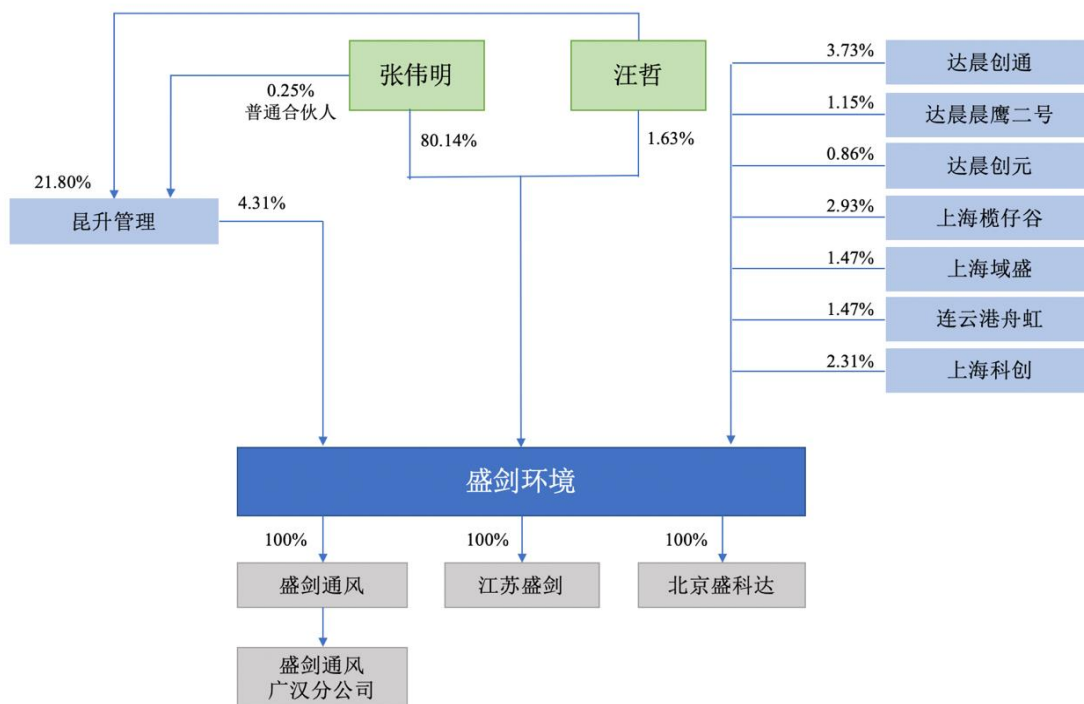 张伟明
汪哲
3.73%
达晨创通
0.25%
普通合伙人
1.15%
达晨晨鹰二号
80.14%
1.63%
0.86%
达晨创元
21.80%
昆升管理
4.31%
2.93%
上海榄仔谷
1.47%
上海域盛
1.47%
连云港舟虹
2.31%
上海科创
盛剑环境
100%
100%
100%
盛剑通风
江苏盛剑
北京盛科达
盛剑通风
广汉分公司